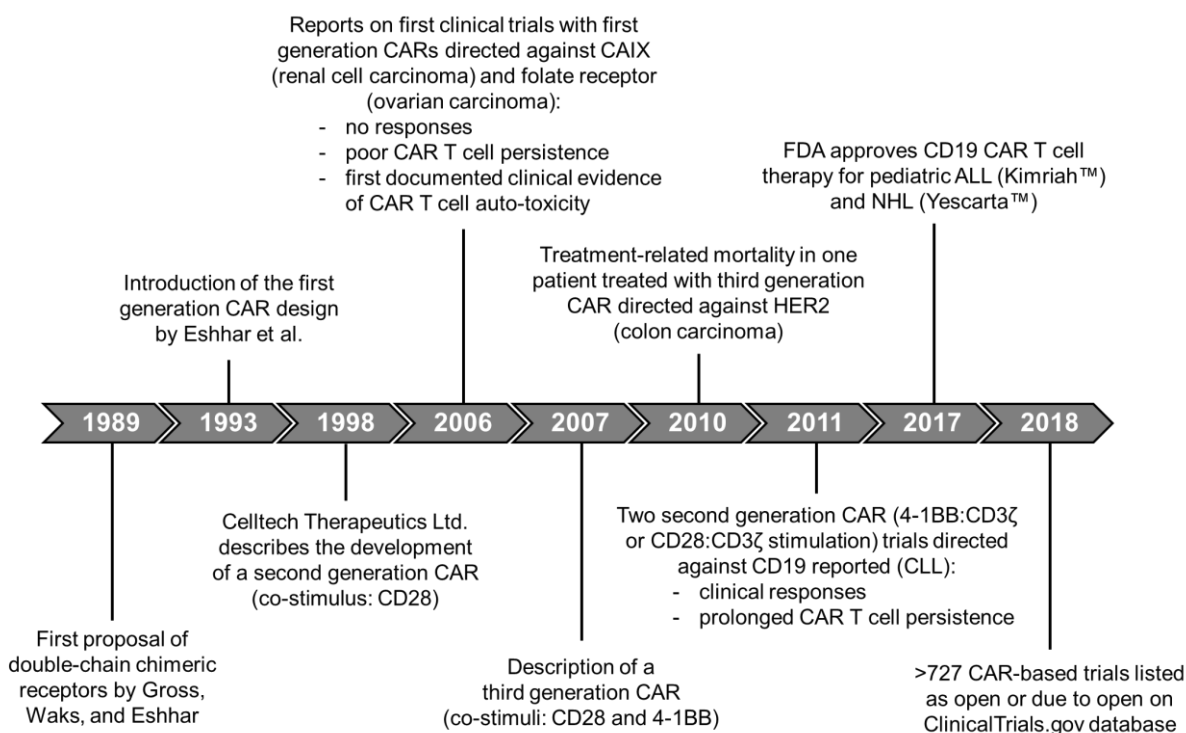 Reports on first clinical trials with first
generation CARs directed against CAIX
(renal cell carcinoma) and folate receptor
(ovarian carcinoma):
- no responses
- poor CAR T cell persistence
- first documented clinical evidence
of CAR T cell auto-toxicity
FDA approves CD19 CAR T cell
therapy for pediatric ALL (Kimriah™)
and NHL (Yescarta™)
Treatment-related mortality in one
patient treated with third generation
CAR directed against HER2
(colon carcinoma)
Introduction of the first
generation CAR design
by Eshhar et al.
1989 1993 1998 2006 2007 2010 2011 2017 2018
Celltech Therapeutics Ltd.
describes the development
of a second generation CAR
(co-stimulus: CD28)
Two second generation CAR (4-1BB:CD3ζ
or CD28:CD3ζ stimulation) trials directed
against CD19 reported (CLL):
- clinical responses
- prolonged CAR T cell persistence
First proposal of
double-chain chimeric
receptors by Gross,
Waks, and Eshhar
Description of a
third generation CAR
(co-stimuli: CD28 and 4-1BB)
>727 CAR-based trials listed
as open or due to open on
ClinicalTrials.gov database